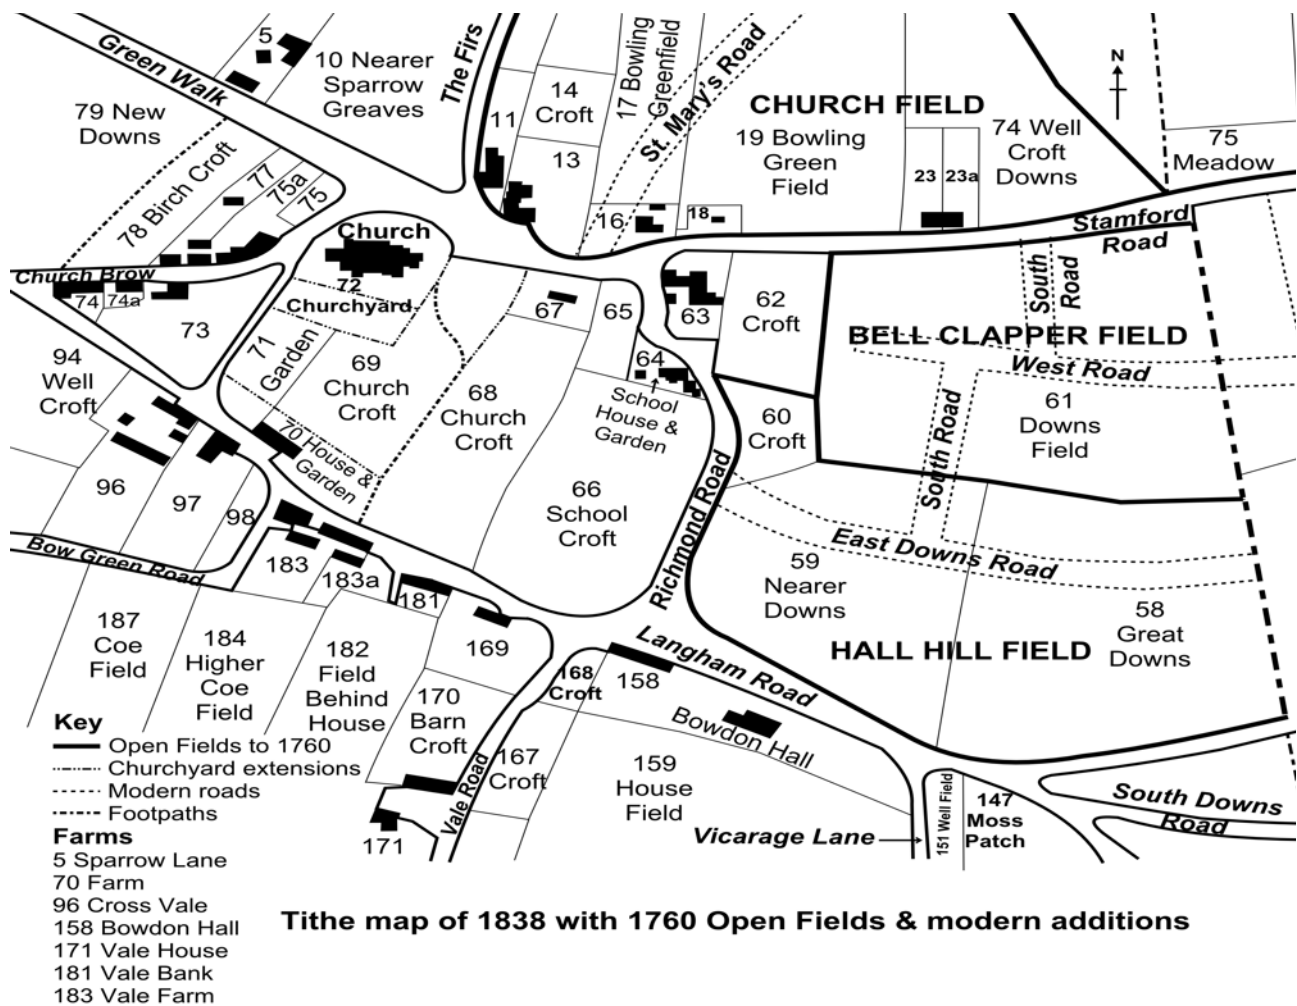 5
Green Walk
10 Nearer
Sparrow
Greaves
The Firs
11
14
Croft
13
17 Bowling
Greenfield
St. Mary's Road
CHURCH FIELD
19 Bowling
Green
Field
23
23a
74 Well
Croft
Downs
N
75
Meadow
79 New
Downs
78 Birch Croft
77
75a
75
16
18
Stamford
Road
Church
72
Churchyard
Church Brow
74
74a
73
71
Garden
69
Church
Croft
68
Church
Croft
67
65
63
62
Croft
64
School
House &
Garden
60
Croft
South
Road
BELL CLAPPER FIELD
West Road
South Road
61
Downs
Field
94
Well
Croft
70 House &
Garden
66
School
Croft
Richmond Road
96
97
98
Bow Green Road
East Downs Road
59
Nearer
Downs
58
Great
Downs
HALL HILL FIELD
183
183a
181
169
187
Coe
Field
184
Higher
Coe
Field
182
Field
Behind
House
170
Barn
Croft
168
Croft
158
Langham Road
Bowdon Hall
167
Croft
159
House
Field
Vale Road
171
Vicarage Lane
151 Well Field
147
Moss
Patch
South Downs
Road
Key
Open Fields to 1760
Churchyard extensions
Modern roads
Footpaths
Farms
5 Sparrow Lane
70 Farm
96 Cross Vale
158 Bowdon Hall
171 Vale House
181 Vale Bank
183 Vale Farm
Tithe map of 1838 with 1760 Open Fields & modern additions